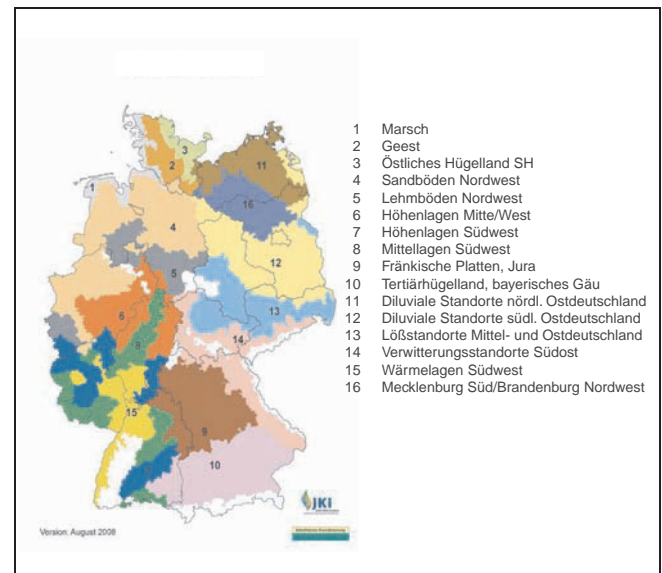 1 Marsch
2 Geest
3 Östliches Hügelland SH
4 Sandböden Nordwest
5 Lehmböden Nordwest
6 Höhenlagen Mitte/West
7 Höhenlagen Südwest
8 Mittellagen Südwest
9 Fränkische Platten, Jura
10 Tertiärhügelland, bayerisches Gäu
11 Diluviale Standorte nördl. Ostdeutschland
12 Diluviale Standorte südl. Ostdeutschland
13 Lößstandorte Mittel- und Ostdeutschland
14 Verwitterungsstandorte Südost
15 Wärmelagen Südwest
16 Mecklenburg Süd/Brandenburg Nordwest
3
2
11
1
16
4
12
5
13
6
8
14
15
9
10
JKI
Version: August 2008